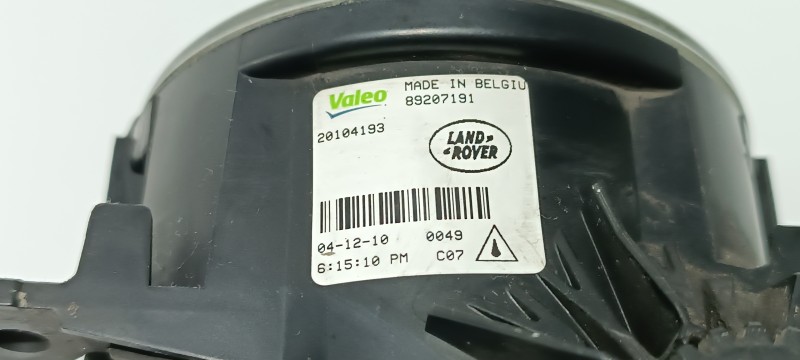 Valeo MADE IN BELGIU
89207191
20104193
LAND
ROVER
04-12-10 0049
6:15:10 PM C07